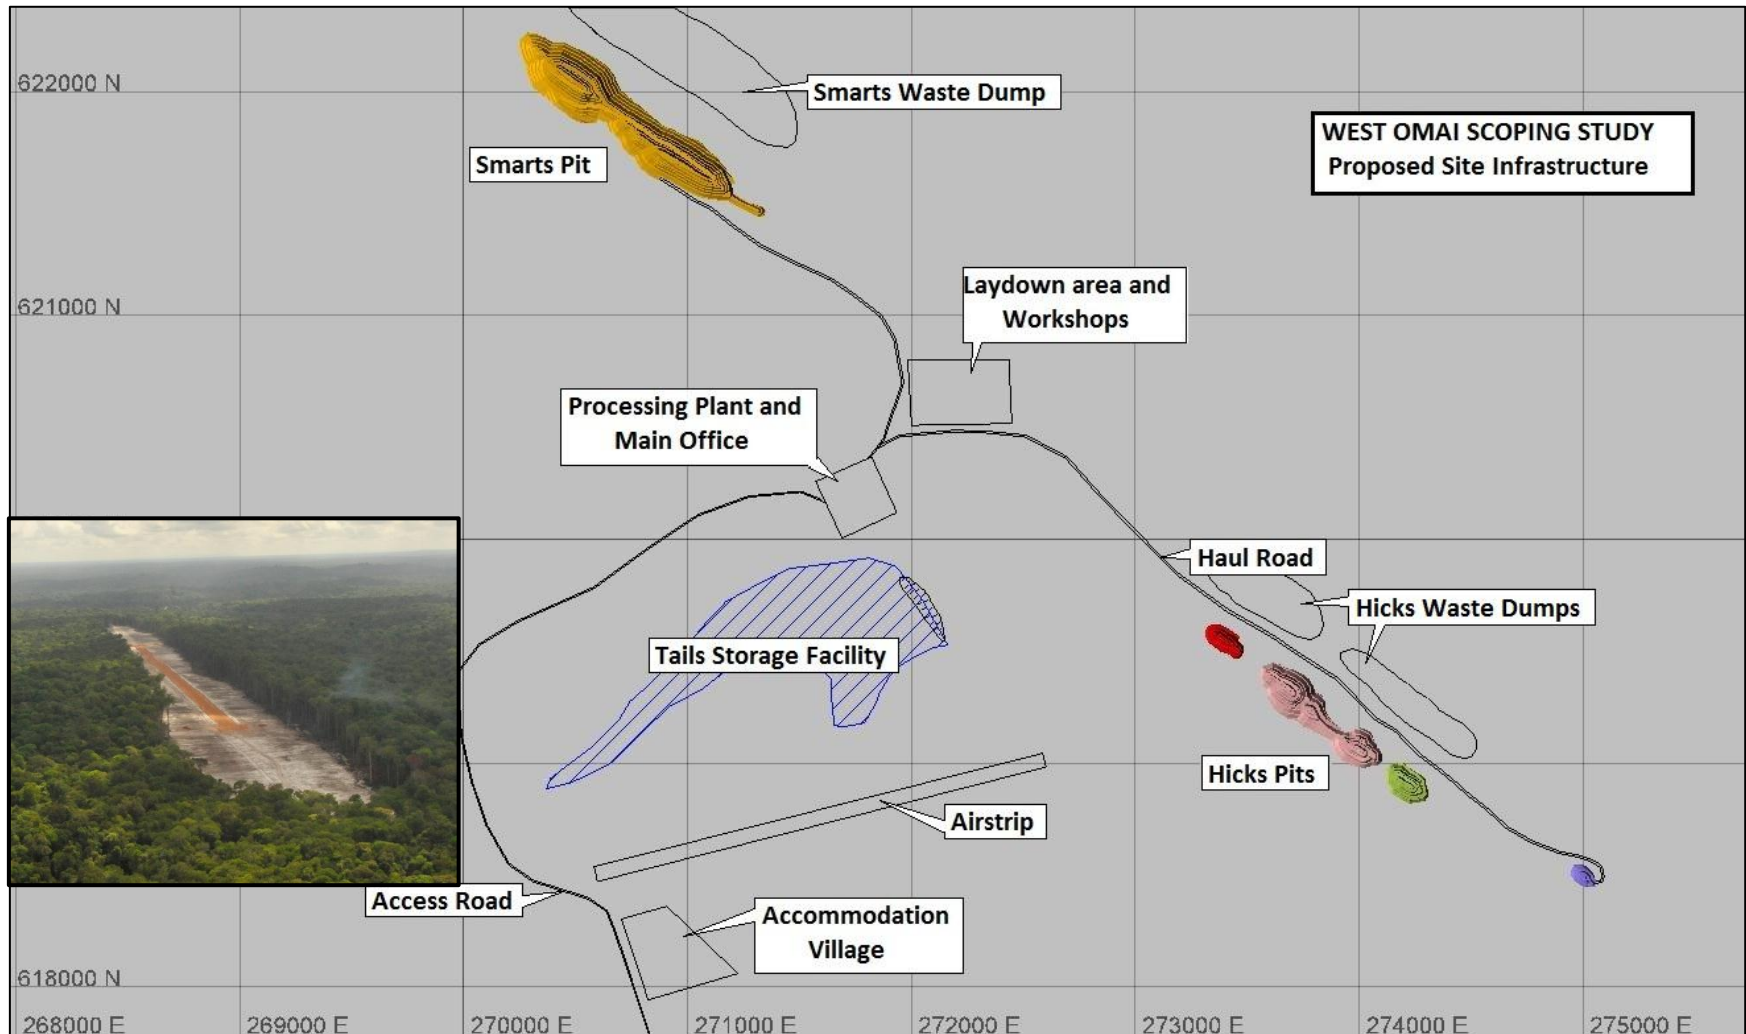 622000 N
Smarts Waste Dump
WEST OMAI SCOPING STUDY
Proposed Site Infrastructure
Smarts Pit
Laydown area and
Workshops
621000 N
Processing Plant and
Main Office
Haul Road
Hicks Waste Dumps
Tails Storage Facility
Hicks Pits
Airstrip
Access Road
Accommodation
Village
618000 N
268000 E
269000 E
270000 E
271000 E
272000 E
273000 E
274000 E
275000 E